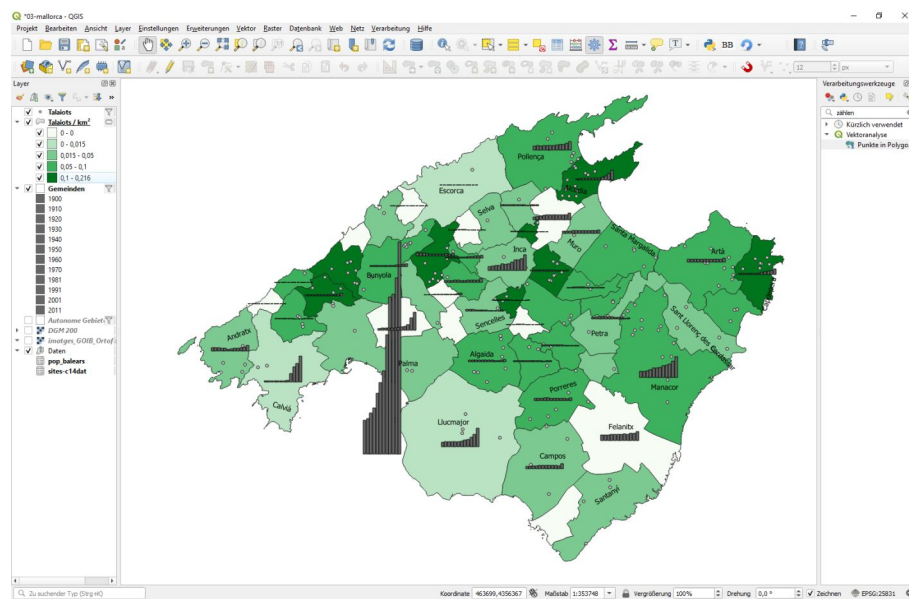 *03-mallorca - QGIS
Projekt Bearbeiten Ansicht Layer Einstellungen Erweiterungen Vektor Raster Datenbank Web Netz Verarbeitung Hilfe
BB
12 px
Layer
Verarbeitungswerkzeuge
Talaiots
zählen
Talaiots / km²
Kürzlich verwendet
0 - 0
Vektoranalyse
0 - 0,015
Punkte in Polygo
0,015 - 0,05
0,05 - 0,1
0,1 - 0,216
Gemeinden
1900
1910
1920
1930
1940
1950
1960
1970
1981
1991
2001
2011
Autonome Gebiet
DGM 200
imatges_GOIB_Ortof
Daten
pop_balears
sites-c14dat
Pollença
Alcúdia
Escorca
Selva
Santa Margalida
Muro
Artà
Inca
Bunyola
Sant Llorenç des Cardassar
Sencelles
Petra
Andratx
Palma
Algaida
Manacor
Porreres
Calvià
Llucmajor
Felanitx
Campos
Santanyí
Zu suchender Typ (Strg+K)
Koordinate 463699,4356367 Maßstab 1:353748 Vergrößerung 100% Drehung 0,0 ° Zeichnen EPSG:25831